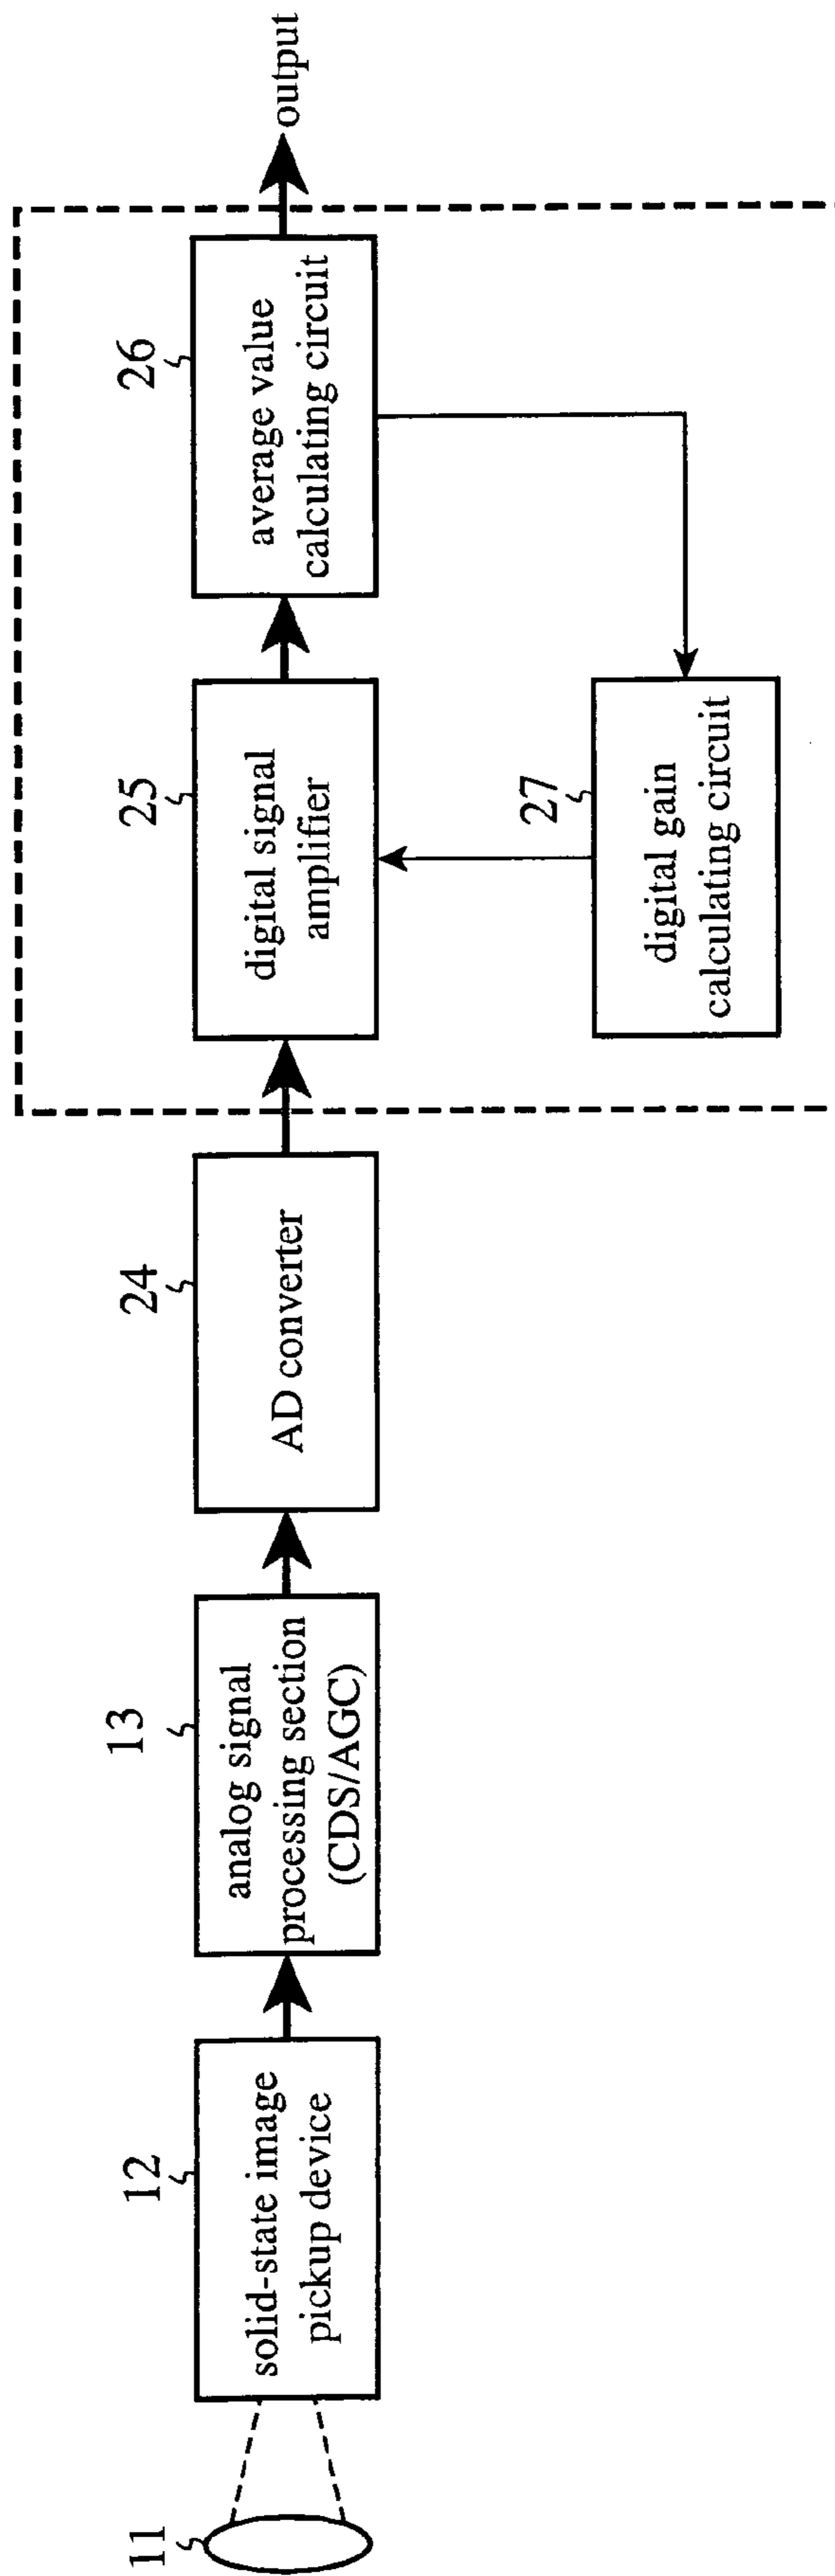 11
12
solid-state image
pickup device
13
analog signal
processing section
(CDS/AGC)
24
AD converter
25
digital signal
amplifier
26
average value
calculating circuit
output
27
digital gain
calculating circuit